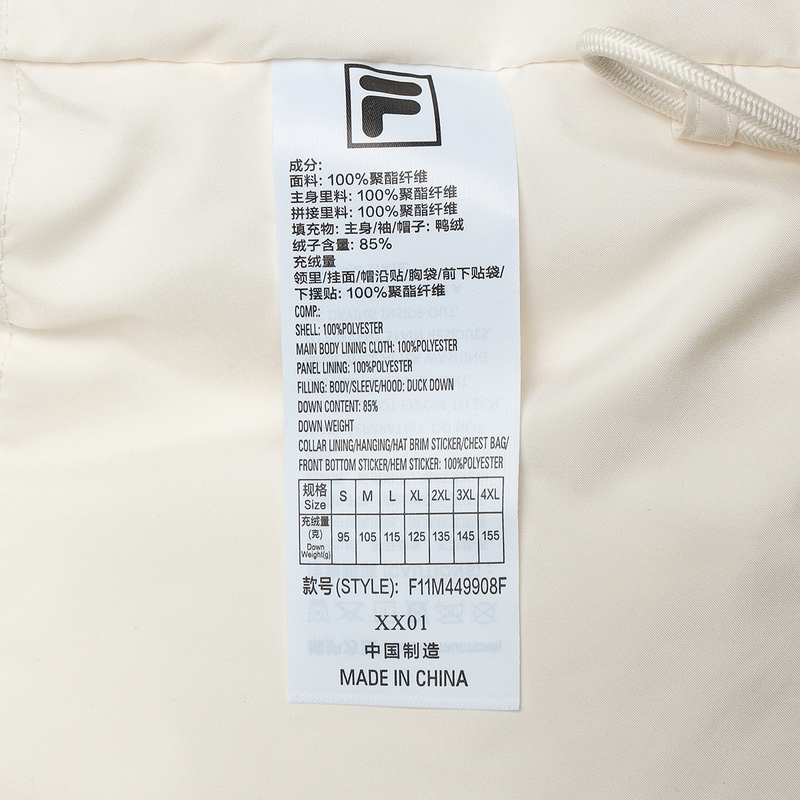 F
成分:
面料: 100%聚酯纤维
主身里料: 100%聚酯纤维
拼接里料: 100%聚酯纤维
填充物: 主身/袖/帽子: 鸭绒
绒子含量: 85%
充绒量
领里/挂面/帽沿贴/胸袋/前下贴袋/
下摆贴: 100%聚酯纤维
COMP.:
SHELL: 100%POLYESTER
MAIN BODY LINING CLOTH: 100%POLYESTER
PANEL LINING: 100%POLYESTER
FILLING: BODY/SLEEVE/HOOD: DUCK DOWN
DOWN CONTENT: 85%
DOWN WEIGHT
COLLAR LINING/HANGING/HAT BRIM STICKER/CHEST BAG/
FRONT BOTTOM STICKER/HEM STICKER: 100%POLYESTER
规格 Size S M L XL 2XL 3XL 4XL
充绒量(克) Down Weight(g) 95 105 115 125 135 145 155
款号(STYLE): F11M449908F
XX01
中国制造
MADE IN CHINA